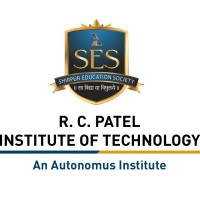 SES
SHIRPUR EDUCATION SOCIETY
॥ सा विद्या या विमुक्तये ॥
R. C. PATEL
INSTITUTE OF TECHNOLOGY
An Autonomus Institute